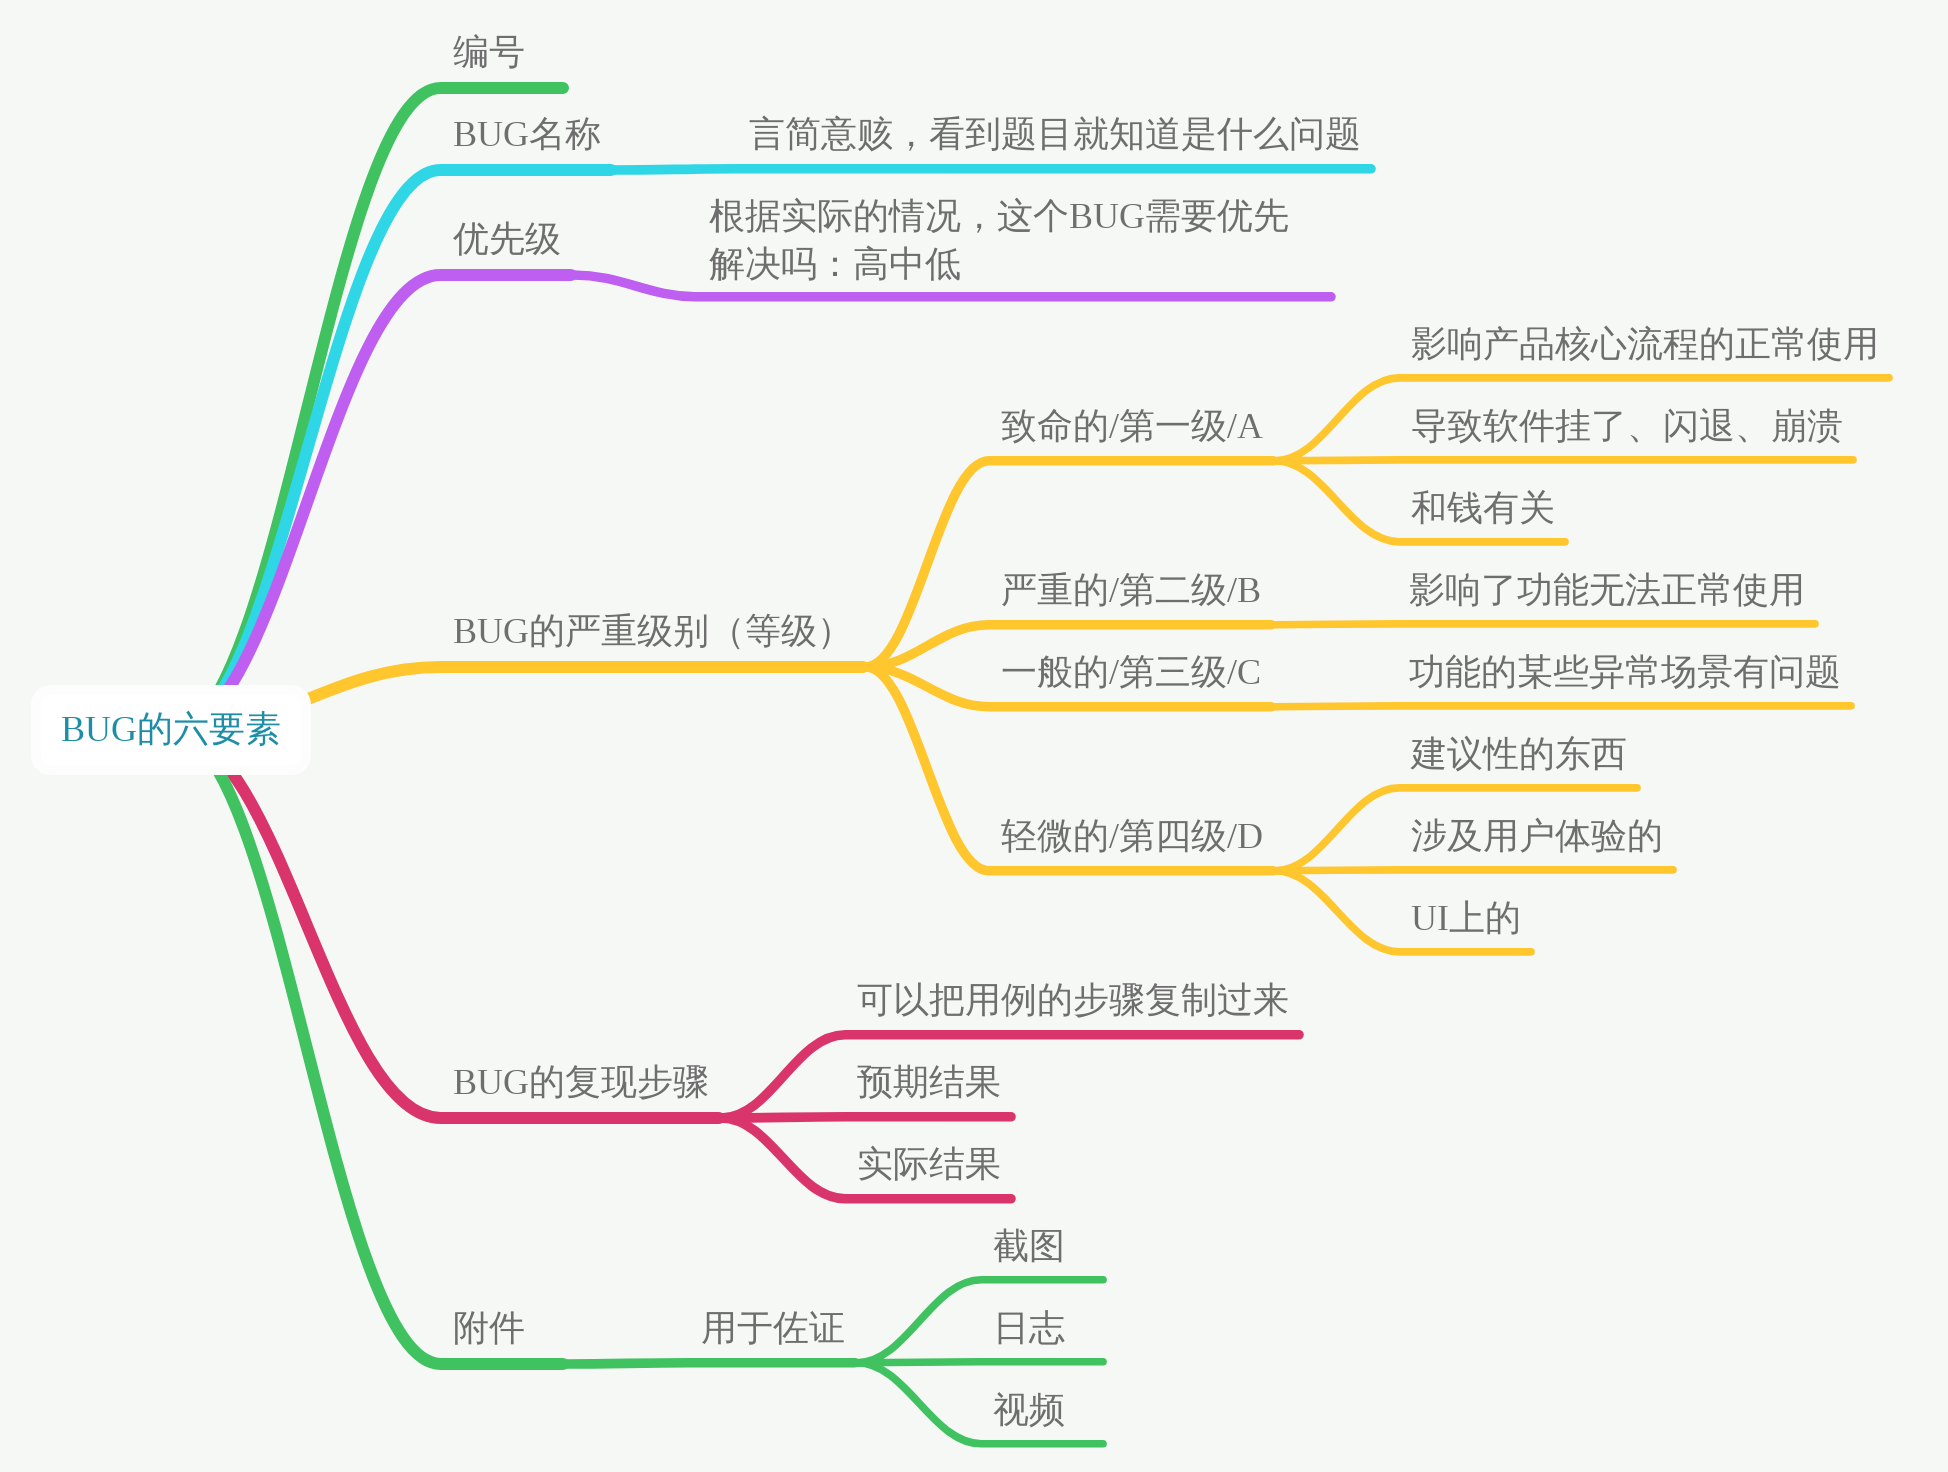 编号
BUG名称
言简意赅，看到题目就知道是什么问题
优先级
根据实际的情况，这个BUG需要优先
解决吗：高中低
BUG的六要素
BUG的严重级别（等级）
致命的/第一级/A
影响产品核心流程的正常使用
导致软件挂了、闪退、崩溃
和钱有关
严重的/第二级/B
影响了功能无法正常使用
一般的/第三级/C
功能的某些异常场景有问题
轻微的/第四级/D
建议性的东西
涉及用户体验的
UI上的
BUG的复现步骤
可以把用例的步骤复制过来
预期结果
实际结果
附件
用于佐证
截图
日志
视频